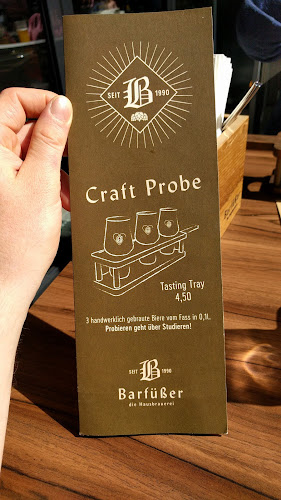 SEIT B 1990
Craft Probe
Tasting Tray
4,50
3 handwerklich gebraute Biere vom Fass in 0,1l.
Probieren geht über Studieren!
SEIT B 1990
Barfüßer
die Hausbrauerei